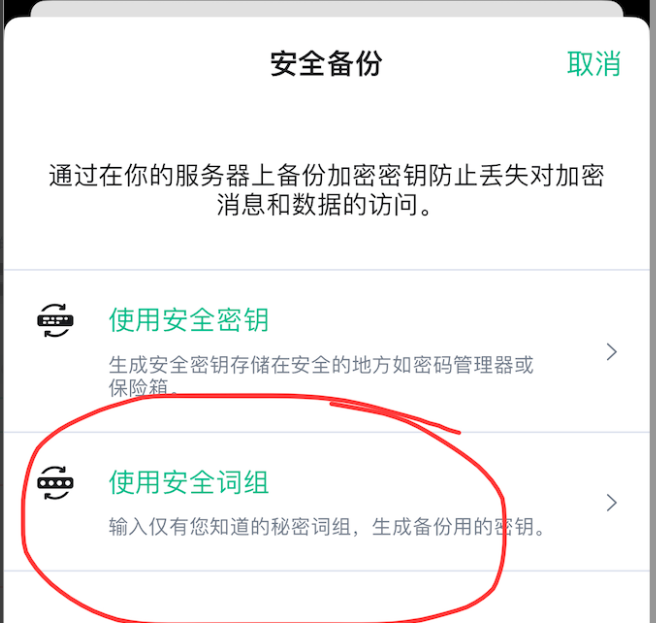 安全备份
取消
通过在你的服务器上备份加密密钥防止丢失对加密
消息和数据的访问。
使用安全密钥
生成安全密钥存储在安全的地方如密码管理器或
保险箱。
使用安全词组
输入仅有您知道的秘密词组，生成备份用的密钥。